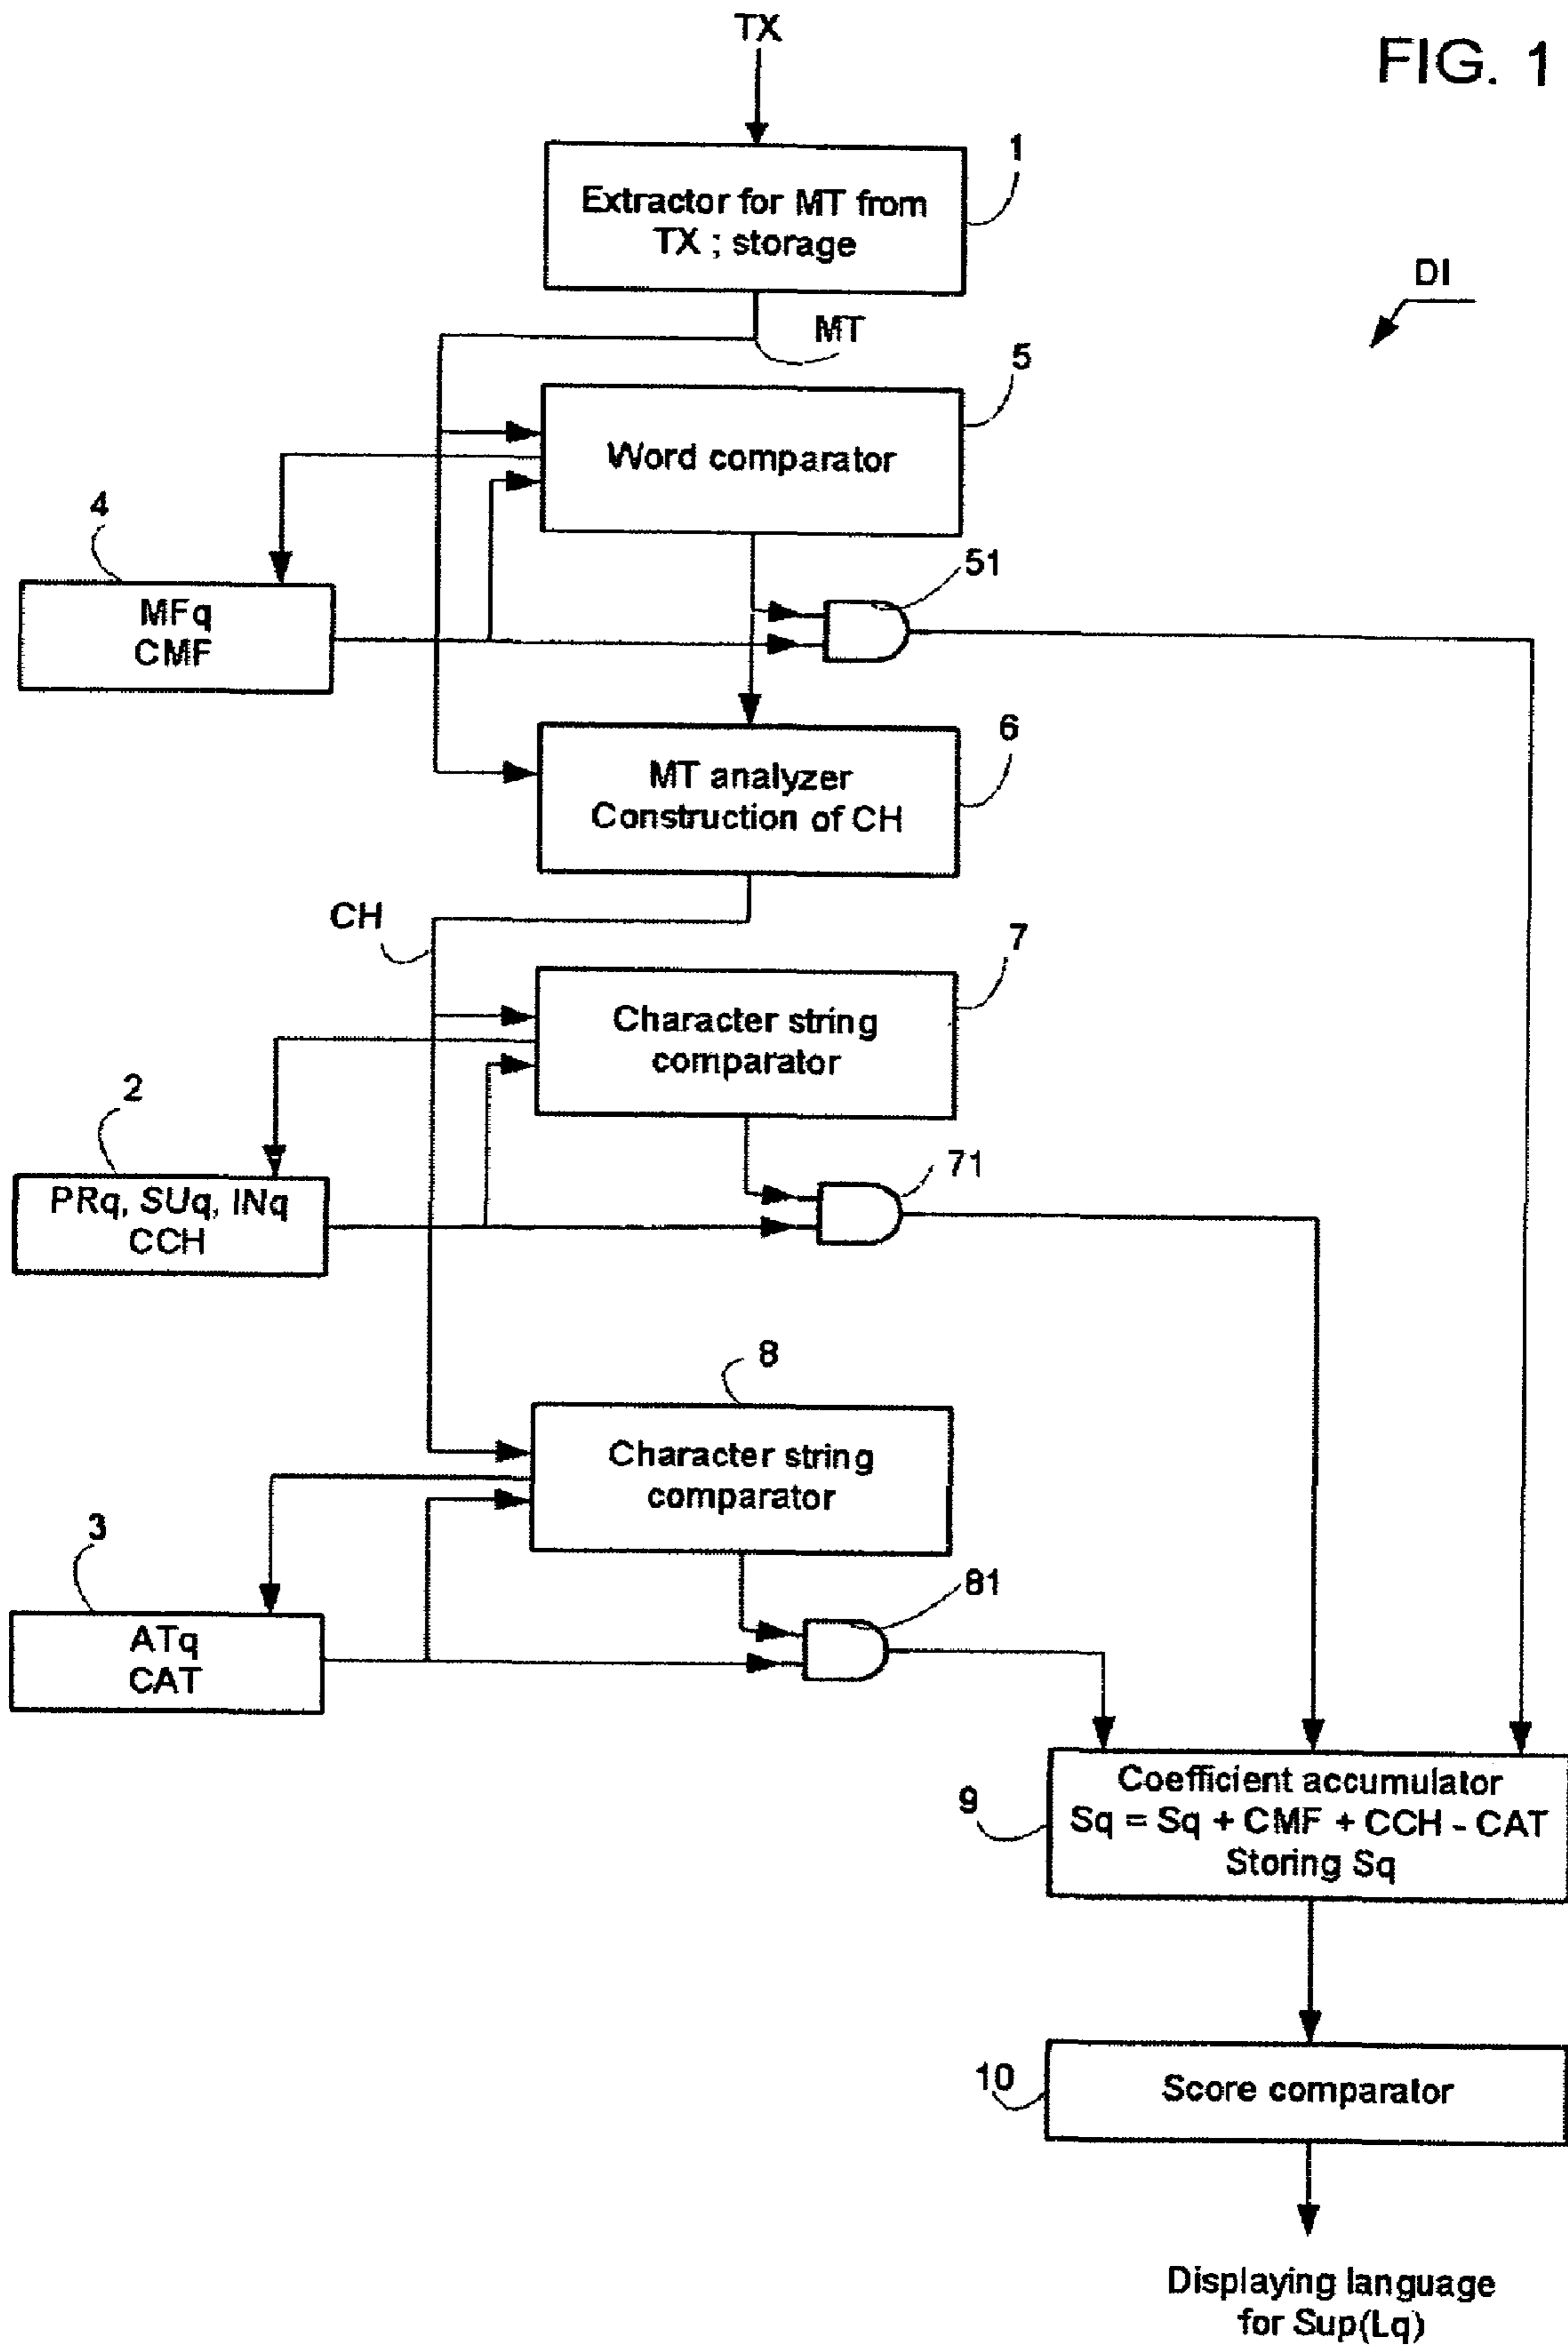 TX
FIG. 1
1
Extractor for MT from
TX ; storage
DI
MT
5
Word comparator
4
51
MFq
CMF
6
MT analyzer
Construction of CH
CH
7
Character string
comparator
2
71
PRq, SUq, INq
CCH
8
Character string
comparator
3
81
ATq
CAT
9
Coefficient accumulator
Sq = Sq + CMF + CCH - CAT
Storing Sq
10
Score comparator
Displaying language
for Sup(Lq)